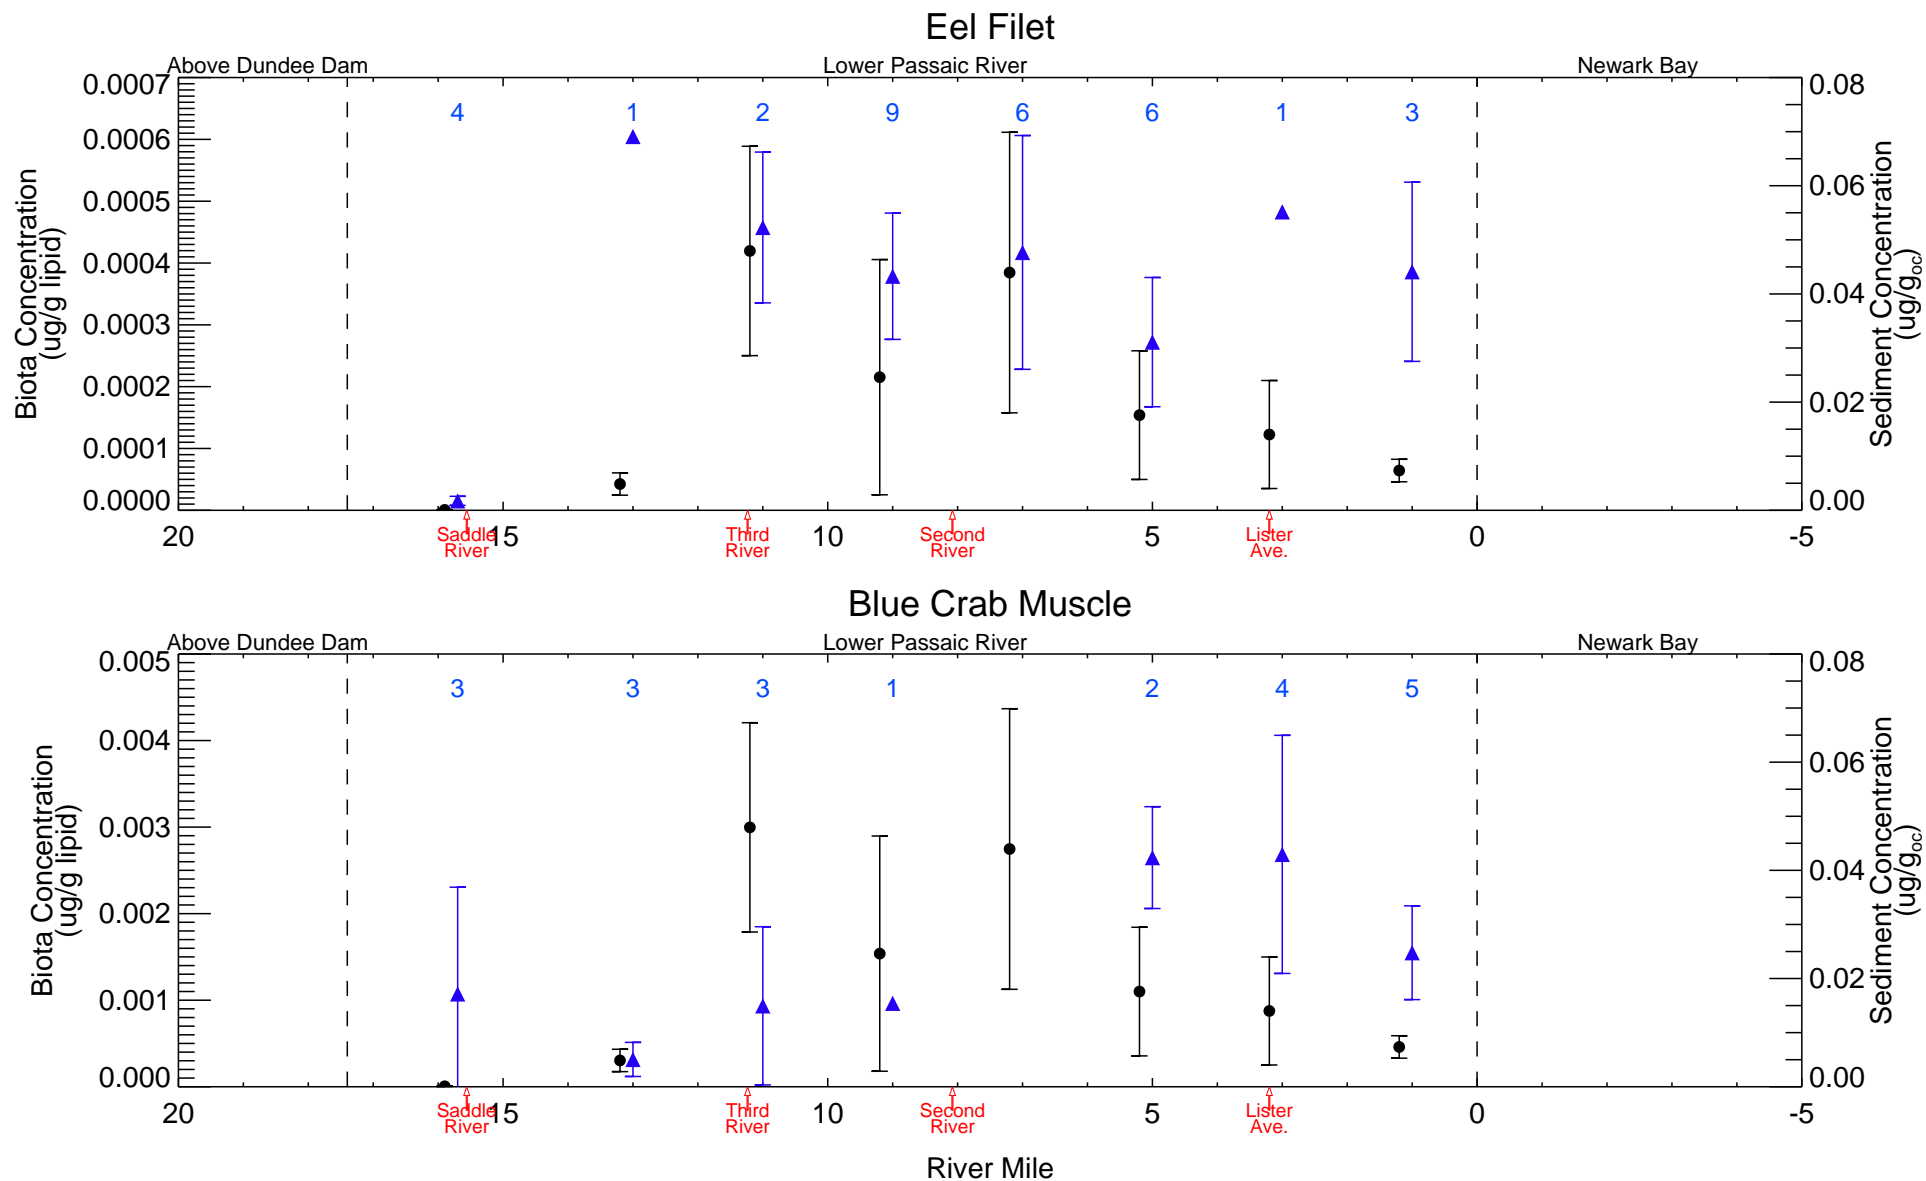 Eel Filet
Above Dundee Dam Lower Passaic River Newark Bay
4 1 2 9 6 6 1 3
0.0007
0.0006
0.0005
0.0004
0.0003
0.0002
0.0001
0.0000
Biota Concentration
(ug/g lipid)
0.08
0.06
0.04
0.02
0.00
Sediment Concentration
(ug/goc)
20 15 10 5 0 -5
Saddle
River
Third
River
Second
River
Lister
Ave.
Blue Crab Muscle
Above Dundee Dam Lower Passaic River Newark Bay
3 3 3 1 2 4 5
0.005
0.004
0.003
0.002
0.001
0.000
Biota Concentration
(ug/g lipid)
0.08
0.06
0.04
0.02
0.00
Sediment Concentration
(ug/goc)
20 15 10 5 0 -5
Saddle
River
Third
River
Second
River
Lister
Ave.
River Mile